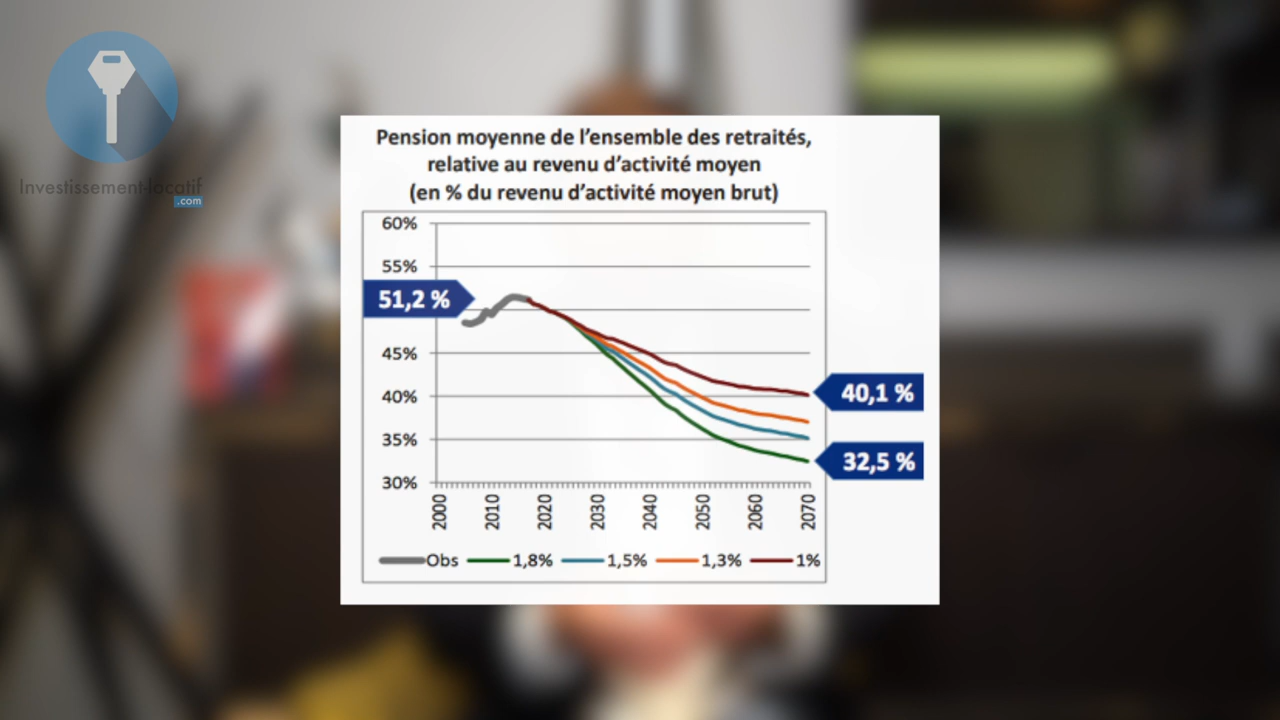 Investissement-locatif
.com
Pension moyenne de l'ensemble des retraités,
relative au revenu d'activité moyen
(en % du revenu d'activité moyen brut)
60%
55%
51,2 %
45%
40%
35%
30%
40,1 %
32,5 %
2000 2010 2020 2030 2040 2050 2060 2070
Obs 1,8% 1,5% 1,3% 1%